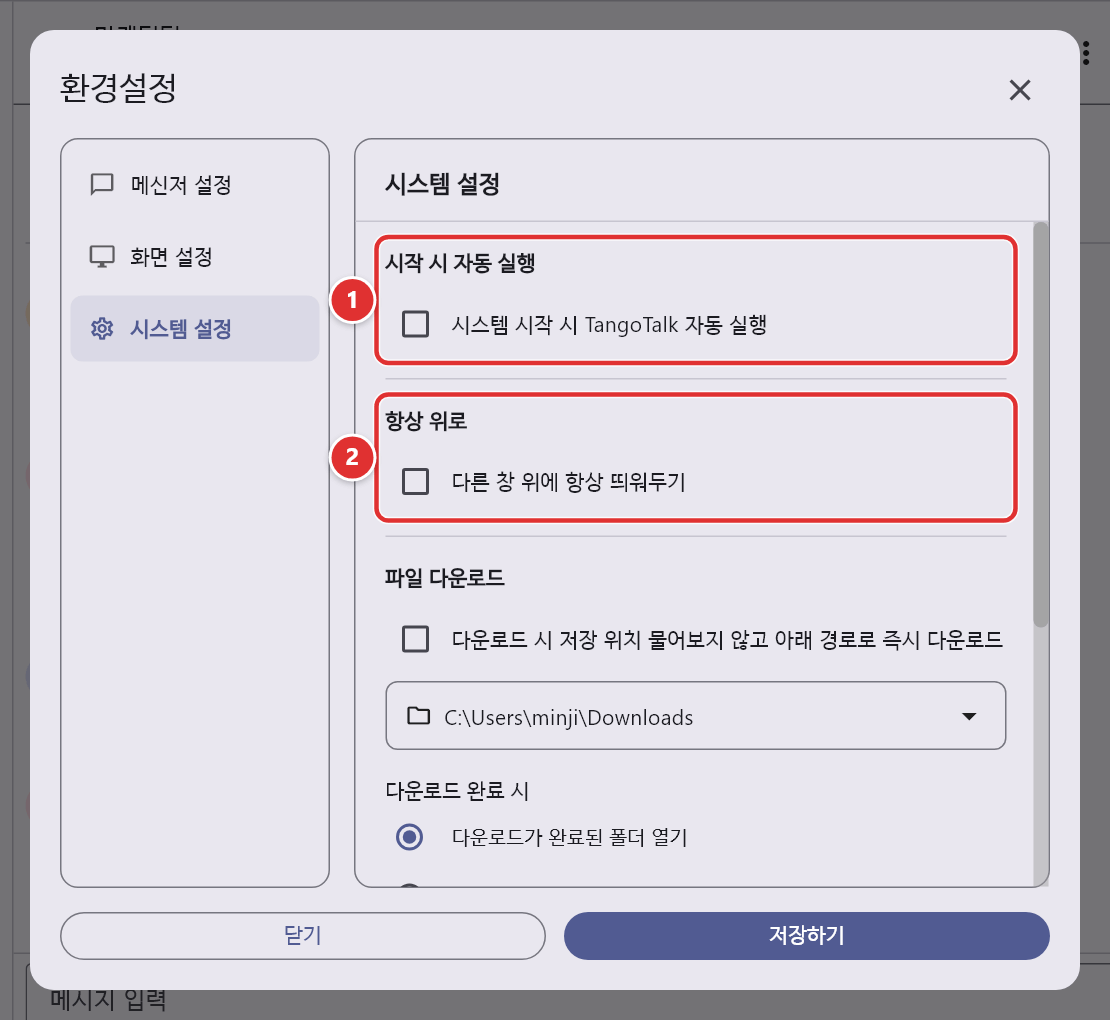 환경설정
메신저 설정
화면 설정
시스템 설정
시스템 설정
1
시작 시 자동 실행
시스템 시작 시 TangoTalk 자동 실행
2
항상 위로
다른 창 위에 항상 띄워두기
파일 다운로드
다운로드 시 저장 위치 물어보지 않고 아래 경로로 즉시 다운로드
C:\Users\minji\Downloads
다운로드 완료 시
다운로드가 완료된 폴더 열기
닫기
저장하기
메시지 입력